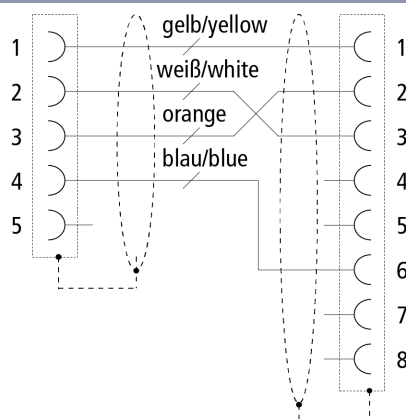 1 gelb/yellow 1
2 weiß/white 2
3 orange 3
4 blau/blue 4
5 5
6
7
8